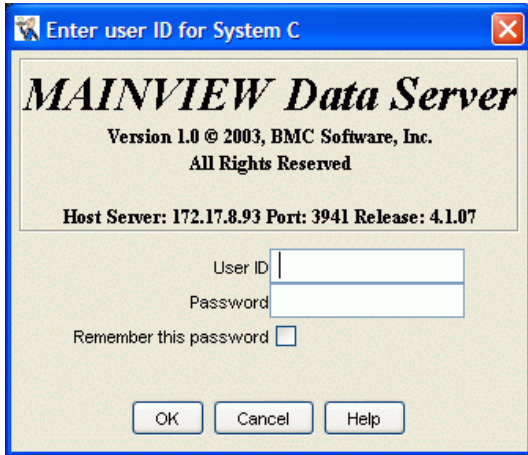 Enter user ID for System C
MAINVIEW Data Server
Version 1.0 © 2003, BMC Software, Inc.
All Rights Reserved
Host Server: 172.17.8.93 Port: 3941 Release: 4.1.07
User ID
Password
Remember this password
OK Cancel Help